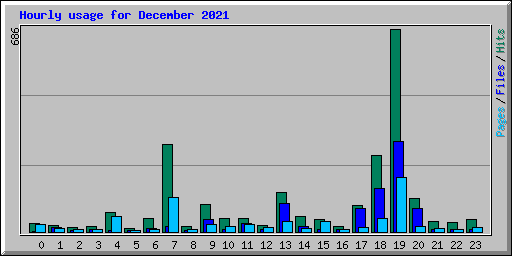 Hourly usage for December 2021
686
Pages/Files/Hits
0 1 2 3 4 5 6 7 8 9 10 11 12 13 14 15 16 17 18 19 20 21 22 23